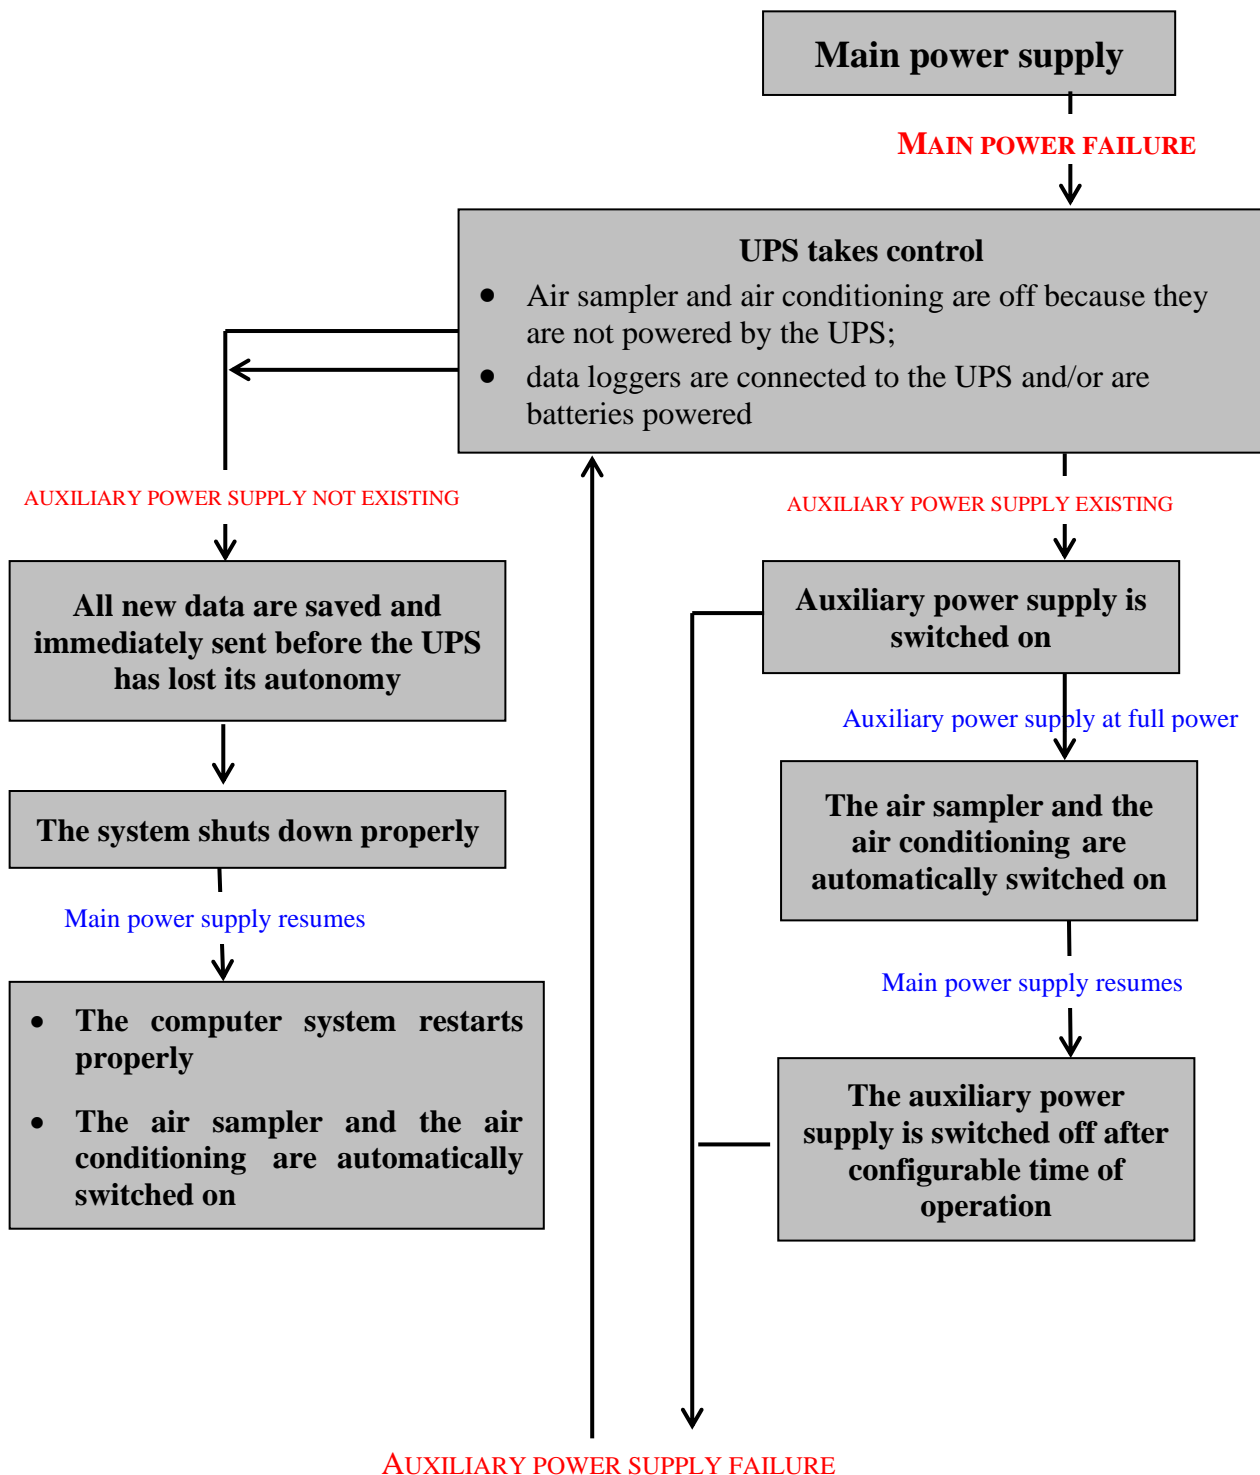 Main power supply
MAIN POWER FAILURE
UPS takes control
• Air sampler and air conditioning are off because they
are not powered by the UPS;
• data loggers are connected to the UPS and/or are
batteries powered
AUXILIARY POWER SUPPLY NOT EXISTING
AUXILIARY POWER SUPPLY EXISTING
All new data are saved and
immediately sent before the UPS
has lost its autonomy
Auxiliary power supply is
switched on
Auxiliary power supply at full power
The system shuts down properly
The air sampler and the
air conditioning are
automatically switched on
Main power supply resumes
Main power supply resumes
• The computer system restarts
properly
• The air sampler and the air
conditioning are automatically
switched on
The auxiliary power
supply is switched off after
configurable time of
operation
AUXILIARY POWER SUPPLY FAILURE